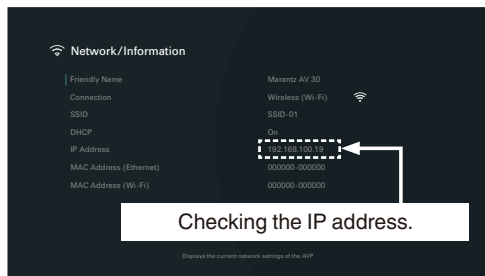 Network/Information
Friendly Name Marantz AV 30
Connection Wireless (Wi-Fi)
SSID SSID-01
DHCP On
IP Address 192.168.100.19
MAC Address (Ethernet) 000000-000000
MAC Address (Wi-Fi) 000000-000000
Checking the IP address.
Displays the current network settings of the AVP